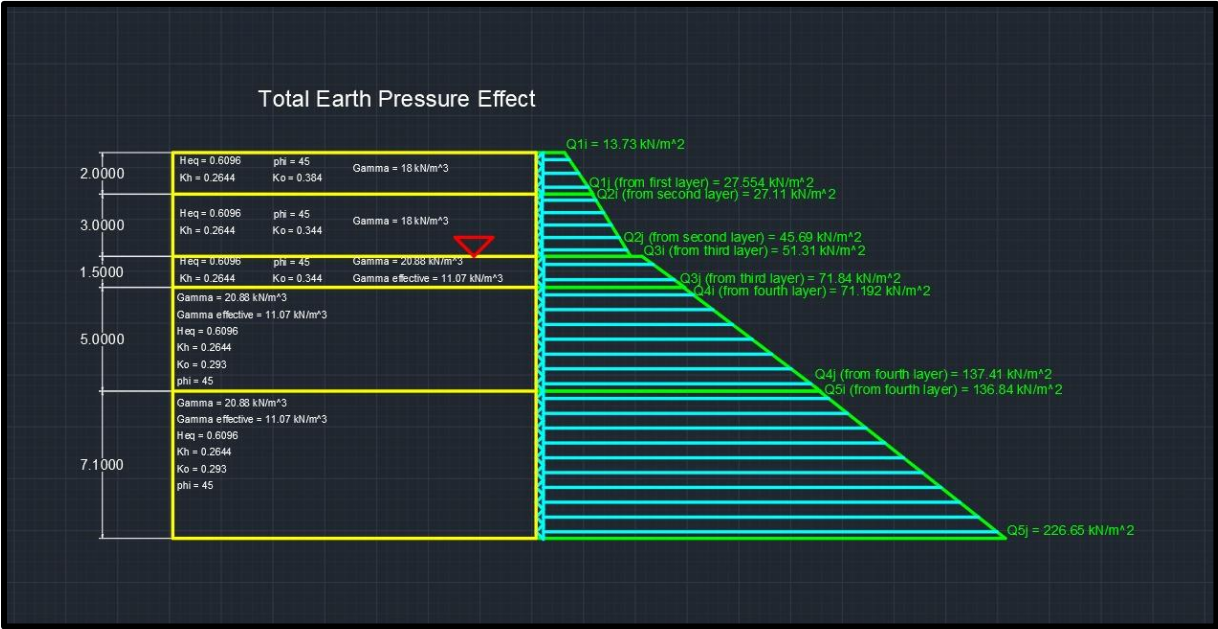 Total Earth Pressure Effect
Q1i = 13.73 kN/m^2
2.0000
Heq = 0.6096 phi = 45 Gamma = 18 kN/m^3
Kh = 0.2644 Ko = 0.384
Q1j (from first layer) = 27.554 kN/m^2
Q2i (from second layer) = 27.11 kN/m^2
3.0000
Heq = 0.6096 phi = 45 Gamma = 18 kN/m^3
Kh = 0.2644 Ko = 0.344
Q2j (from second layer) = 45.69 kN/m^2
Q3i (from third layer) = 51.31 kN/m^2
1.5000
Heq = 0.6096 phi = 45 Gamma = 20.88 kN/m^3
Kh = 0.2644 Ko = 0.344 Gamma effective = 11.07 kN/m^3
Q3j (from third layer) = 71.84 kN/m^2
Q4i (from fourth layer) = 71.192 kN/m^2
5.0000
Gamma = 20.88 kN/m^3
Gamma effective = 11.07 kN/m^3
Heq = 0.6096
Kh = 0.2644
Ko = 0.293
phi = 45
Q4j (from fourth layer) = 137.41 kN/m^2
Q5i (from fourth layer) = 136.84 kN/m^2
7.1000
Gamma = 20.88 kN/m^3
Gamma effective = 11.07 kN/m^3
Heq = 0.6096
Kh = 0.2644
Ko = 0.293
phi = 45
Q5j = 226.65 kN/m^2